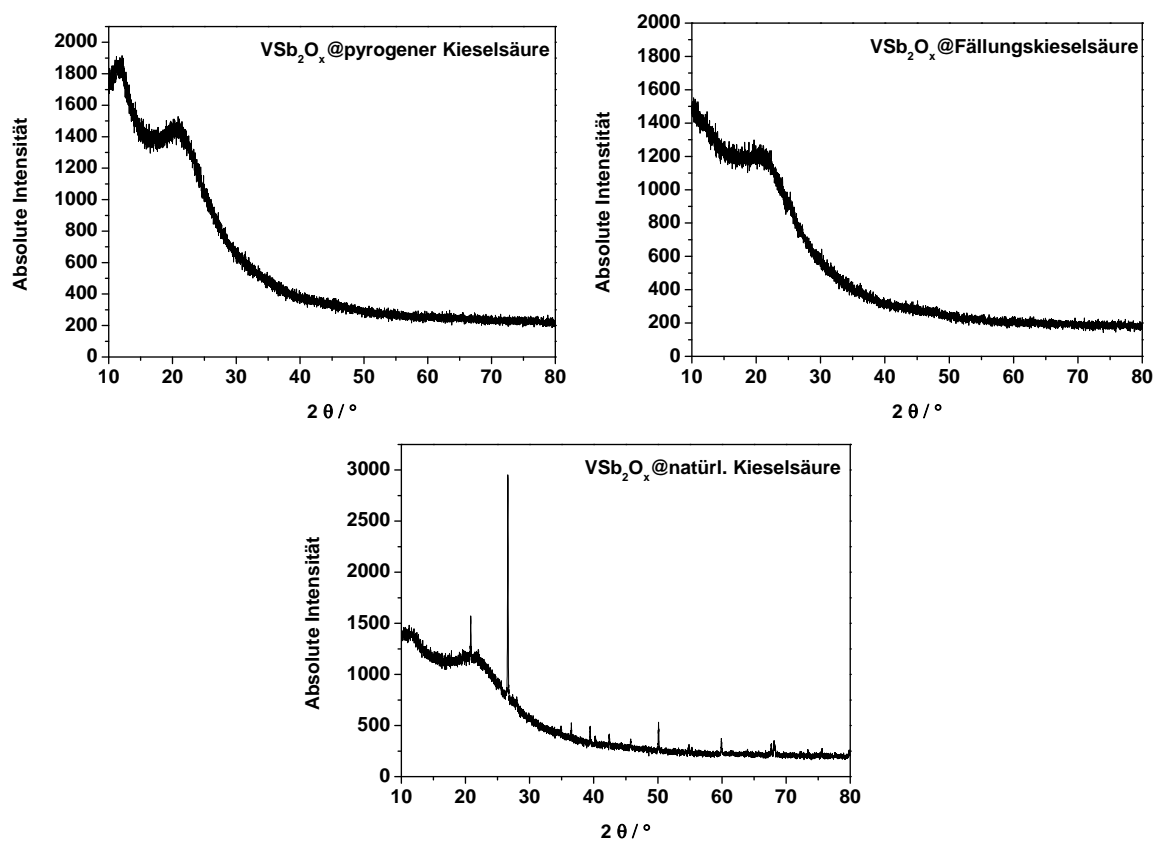 VSb₂Oₓ@pyrogener Kieselsäure
2000
1800
1600
1400
1200
1000
800
600
400
200
0
Absolute Intensität
10 20 30 40 50 60 70 80
2 θ / °
VSb₂Oₓ@Fällungskieselsäure
2000
1800
1600
1400
1200
1000
800
600
400
200
0
Absolute Intenstität
10 20 30 40 50 60 70 80
2 θ / °
VSb₂Oₓ@natürl. Kieselsäure
3000
2500
2000
1500
1000
500
0
Absolute Intensität
10 20 30 40 50 60 70 80
2 θ / °